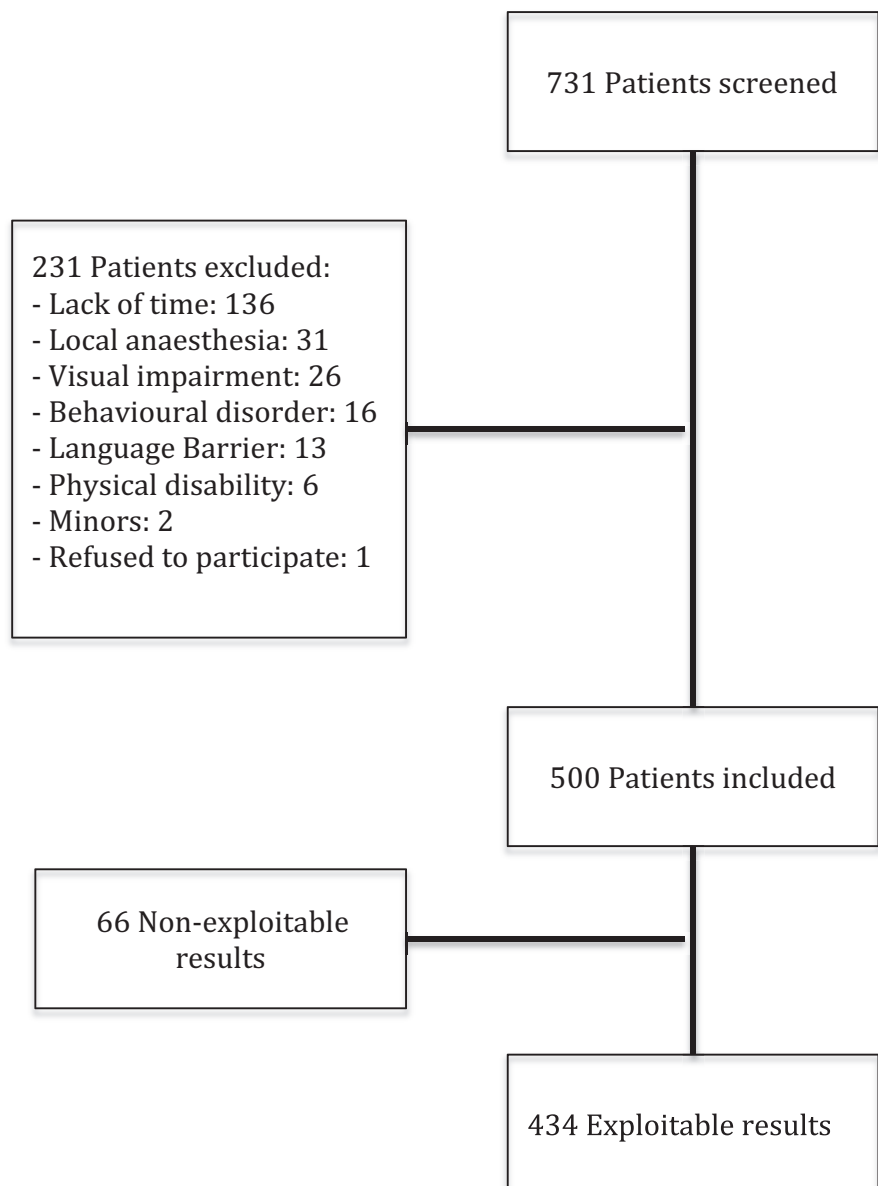 731 Patients screened
231 Patients excluded:
- Lack of time: 136
- Local anaesthesia: 31
- Visual impairment: 26
- Behavioural disorder: 16
- Language Barrier: 13
- Physical disability: 6
- Minors: 2
- Refused to participate: 1
500 Patients included
66 Non-exploitable
results
434 Exploitable results